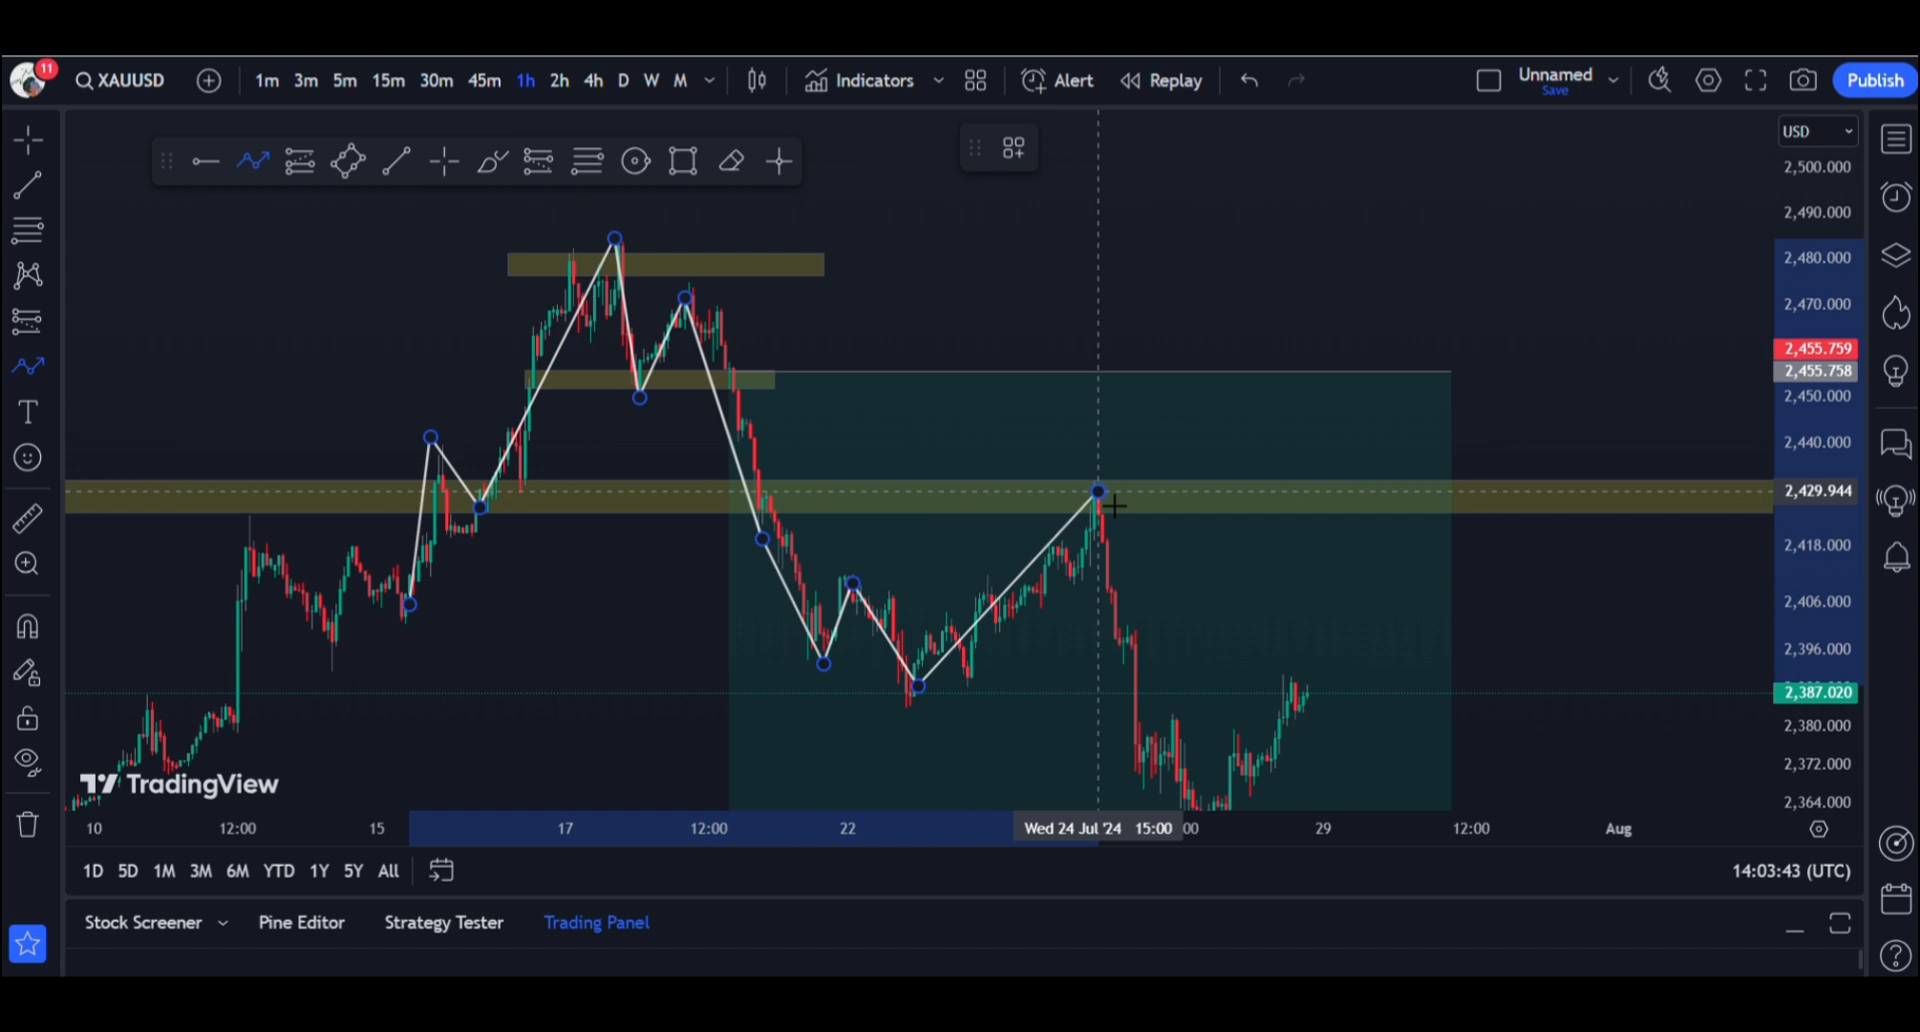 11
XAUUSD
1m 3m 5m 15m 30m 45m 1h 2h 4h D W M
Indicators
Alert
Replay
Unnamed
Save
Publish
USD
2,500.000
2,490.000
2,480.000
2,470.000
2,455.759
2,455.758
2,450.000
2,440.000
2,429.944
2,418.000
2,406.000
2,396.000
2,387.020
2,380.000
2,372.000
2,364.000
TradingView
10 12:00 15 17 12:00 22 Wed 24 Jul '24 15:00 00 29 12:00 Aug
1D 5D 1M 3M 6M YTD 1Y 5Y All
14:03:43 (UTC)
Stock Screener Pine Editor Strategy Tester Trading Panel